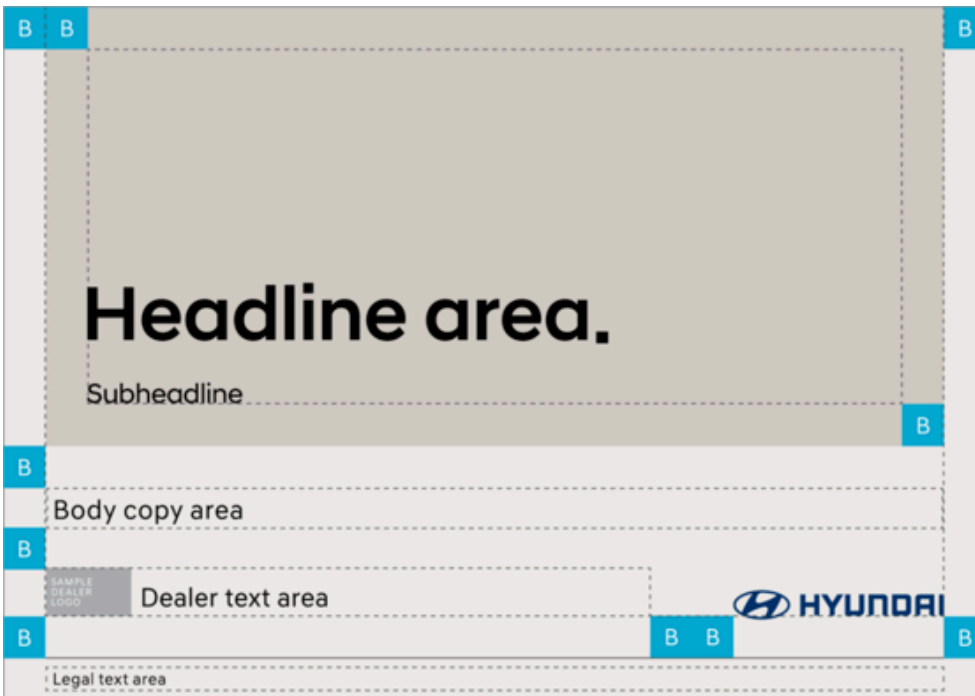 B B B
Headline area.
Subheadline
B
B
Body copy area
B
SAMPLE
DEALER
LOGO
Dealer text area
HYUNDAI
B B B B
Legal text area